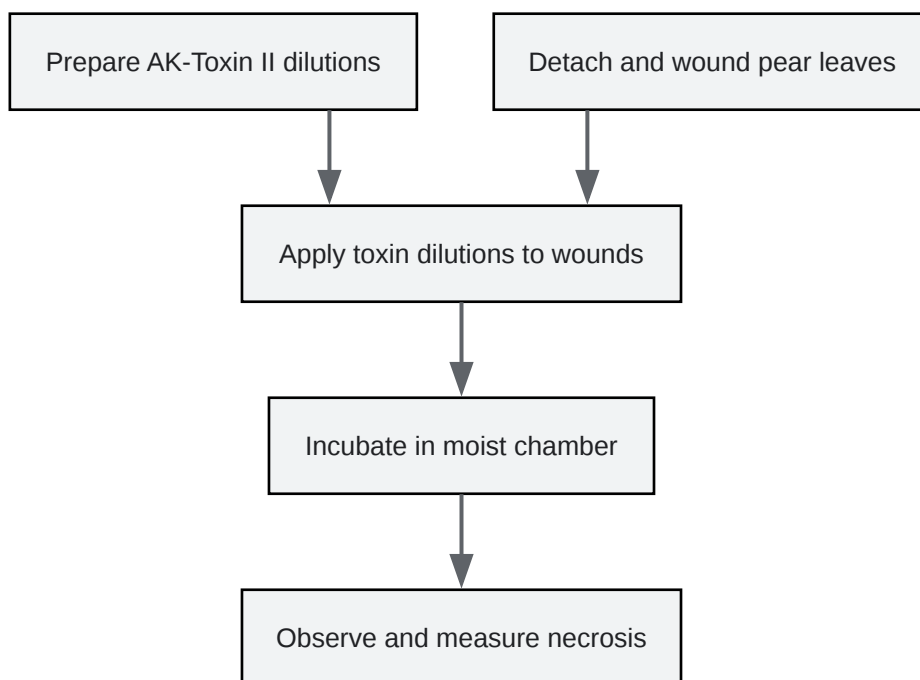 Prepare AK-Toxin II dilutions
Detach and wound pear leaves
Apply toxin dilutions to wounds
Incubate in moist chamber
Observe and measure necrosis